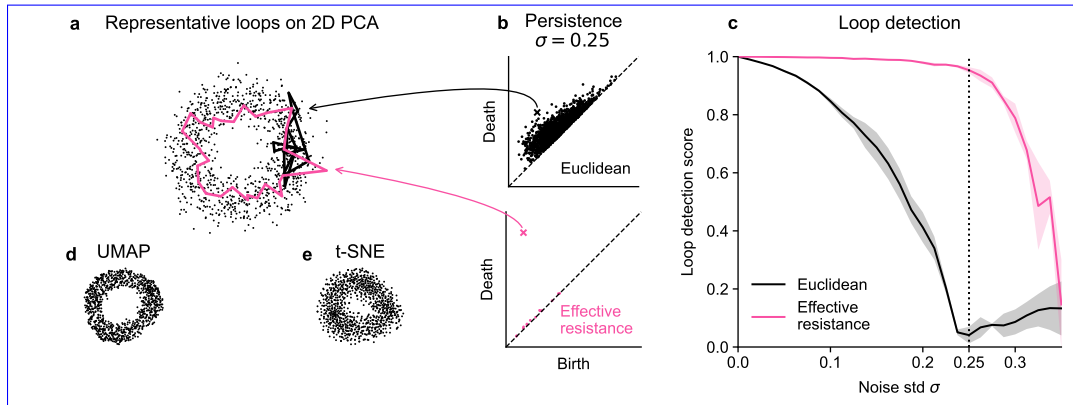 a Representative loops on 2D PCA
b Persistence
σ = 0.25
Death
Euclidean
Death
Effective
resistance
Birth
c Loop detection
Loop detection score
1.0
0.8
0.6
0.4
0.2
0.0
Euclidean
Effective
resistance
0.0 0.1 0.2 0.25 0.3
Noise std σ
d UMAP
e t-SNE